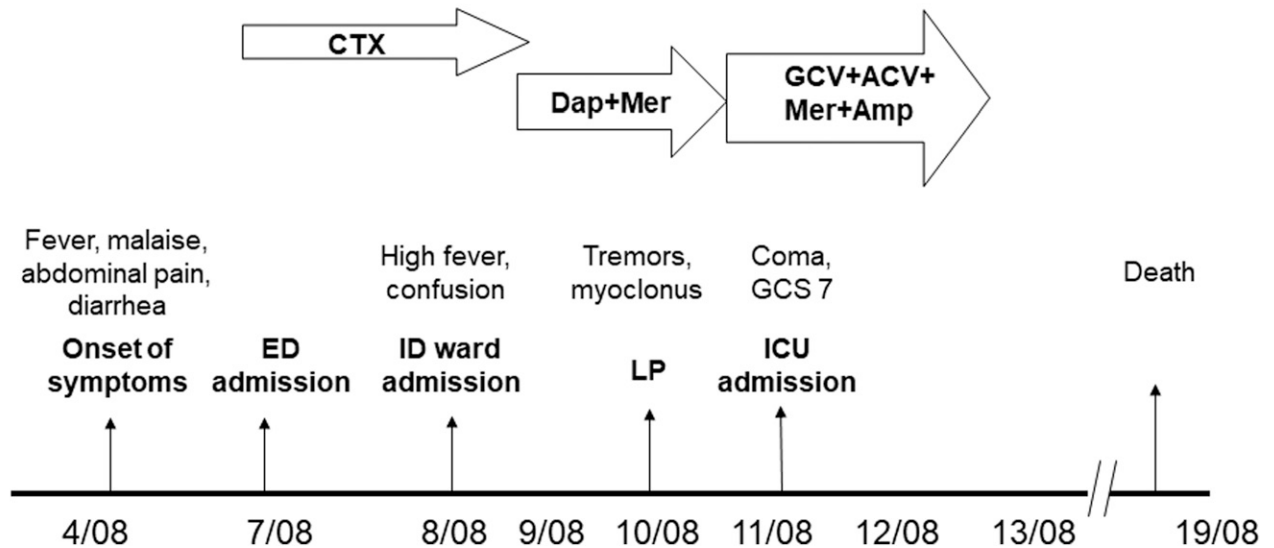 CTX
Dap+Mer
GCV+ACV+
Mer+Amp
Fever, malaise,
abdominal pain,
diarrhea
Onset of
symptoms
ED
admission
High fever,
confusion
ID ward
admission
Tremors,
myoclonus
LP
Coma,
GCS 7
ICU
admission
Death
4/08
7/08
8/08
9/08
10/08
11/08
12/08
13/08
19/08